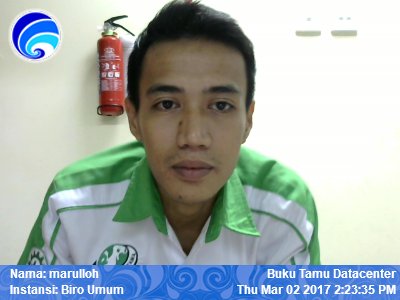 Nama: marulloh
Buku Tamu Datacenter
Instansi: Biro Umum
Thu Mar 02 2017 2:23:35 PM